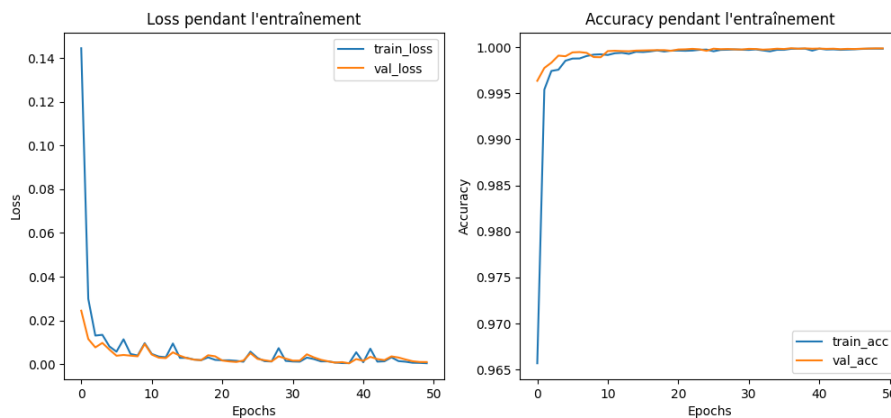 Loss pendant l'entraînement
0.14
0.12
0.10
0.08
0.06
0.04
0.02
0.00
Loss
0
10
20
30
40
50
Epochs
train_loss
val_loss
Accuracy pendant l'entraînement
1.000
0.995
0.990
0.985
0.980
0.975
0.970
0.965
Accuracy
0
10
20
30
40
50
Epochs
train_acc
val_acc